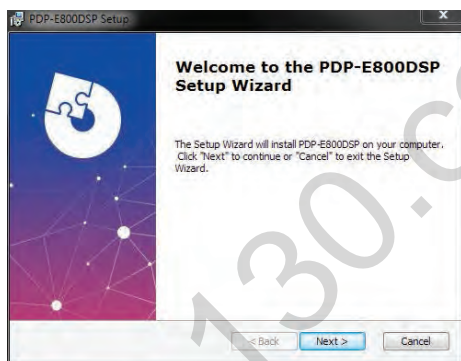 PDP-E800DSP Setup
X
Welcome to the PDP-E800DSP
Setup Wizard
The Setup Wizard will install PDP-E800DSP on your computer.
Click "Next" to continue or "Cancel" to exit the Setup
Wizard.
< Back
Next >
Cancel
130.c